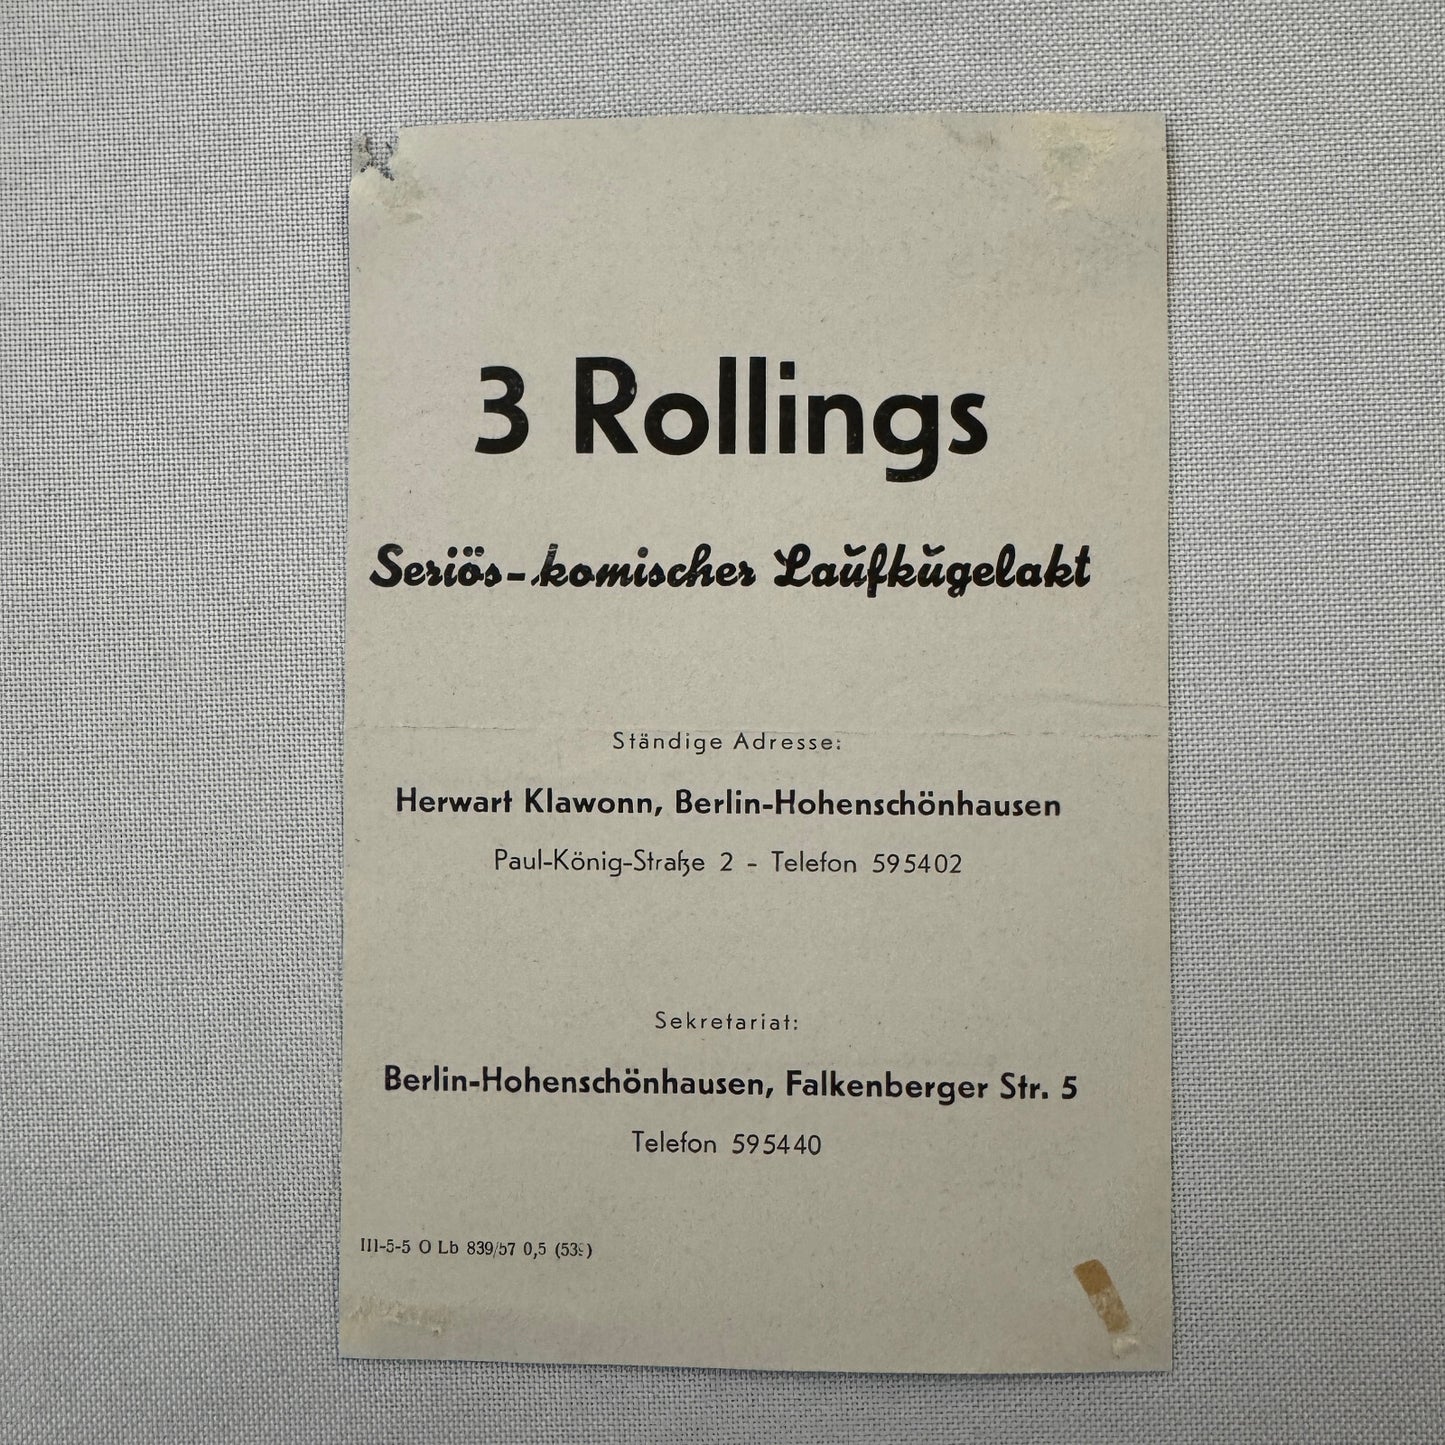 3 Rollings
Seriös-komischer Laŭfkŭgelakt
Ständige Adresse:
Herwart Klawonn, Berlin-Hohenschönhausen
Paul-König-Straße 2 - Telefon 595402
Sekretariat:
Berlin-Hohenschönhausen, Falkenberger Str. 5
Telefon 595440
III-5-5 O Lb 839/57 0,5